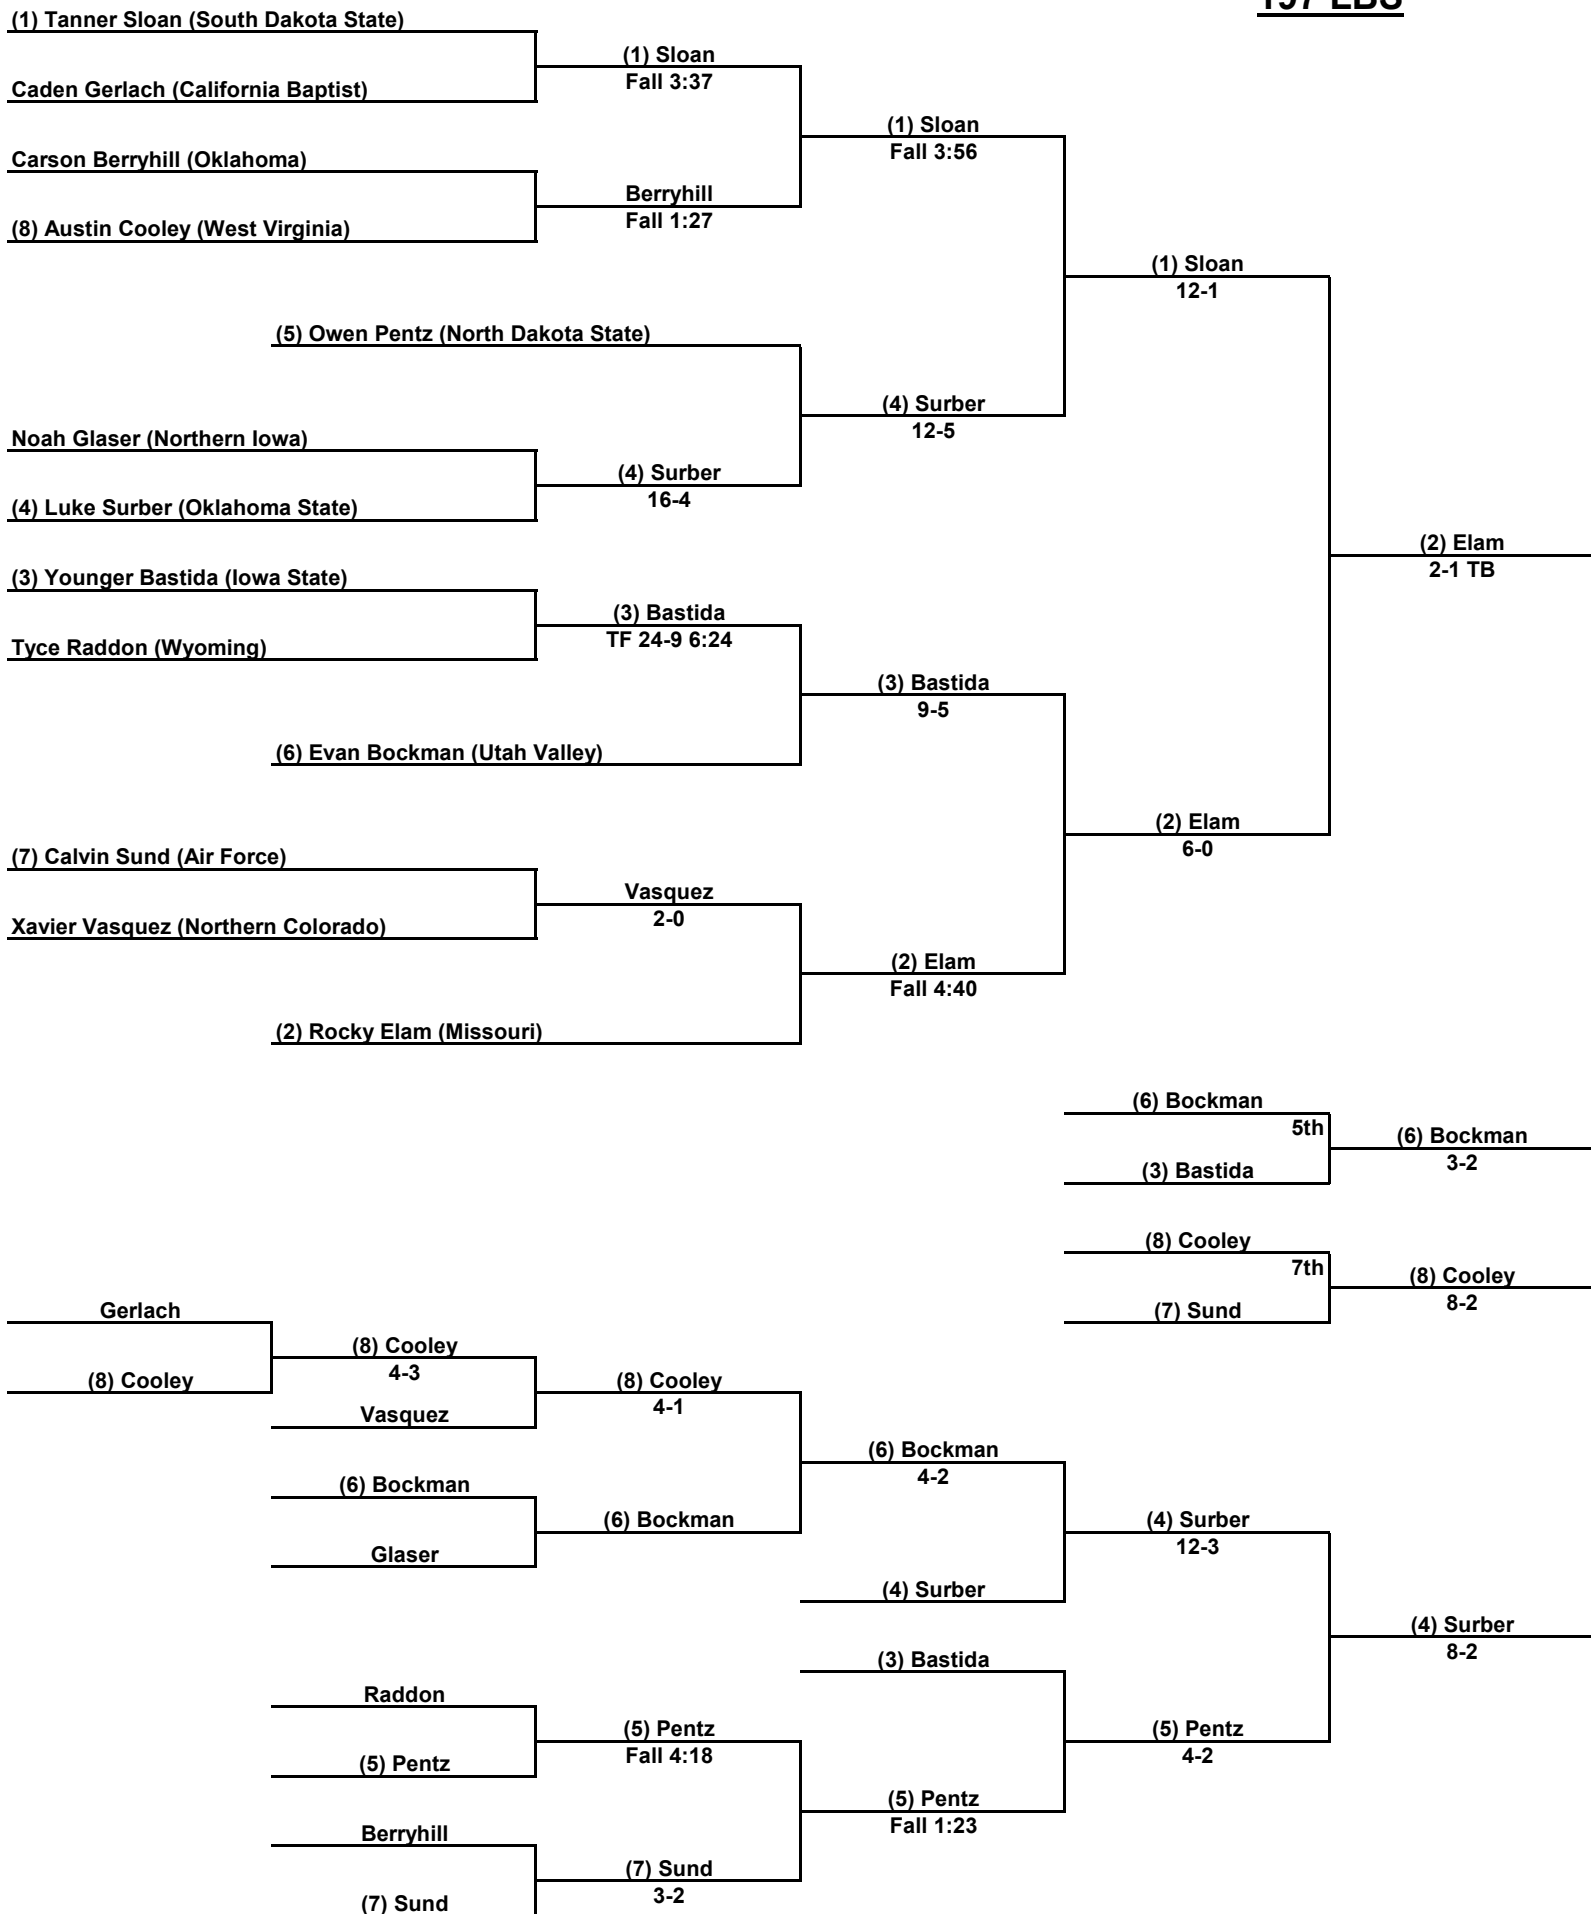 197 LBS
(1) Tanner Sloan (South Dakota State)
(1) Sloan
Fall 3:37
Caden Gerlach (California Baptist)
(1) Sloan
Fall 3:56
Carson Berryhill (Oklahoma)
Berryhill
Fall 1:27
(8) Austin Cooley (West Virginia)
(1) Sloan
12-1
(5) Owen Pentz (North Dakota State)
(4) Surber
12-5
Noah Glaser (Northern Iowa)
(4) Surber
16-4
(4) Luke Surber (Oklahoma State)
(2) Elam
2-1 TB
(3) Younger Bastida (Iowa State)
(3) Bastida
TF 24-9 6:24
Tyce Raddon (Wyoming)
(3) Bastida
9-5
(6) Evan Bockman (Utah Valley)
(2) Elam
6-0
(7) Calvin Sund (Air Force)
Vasquez
2-0
Xavier Vasquez (Northern Colorado)
(2) Elam
Fall 4:40
(2) Rocky Elam (Missouri)
(6) Bockman
5th
(6) Bockman
3-2
(3) Bastida
(8) Cooley
7th
(8) Cooley
8-2
(7) Sund
Gerlach
(8) Cooley
4-3
(8) Cooley
(8) Cooley
4-1
Vasquez
(6) Bockman
4-2
(6) Bockman
(6) Bockman
Glaser
(4) Surber
12-3
(4) Surber
(4) Surber
8-2
(3) Bastida
Raddon
(5) Pentz
Fall 4:18
(5) Pentz
(5) Pentz
4-2
(5) Pentz
Fall 1:23
Berryhill
(7) Sund
3-2
(7) Sund